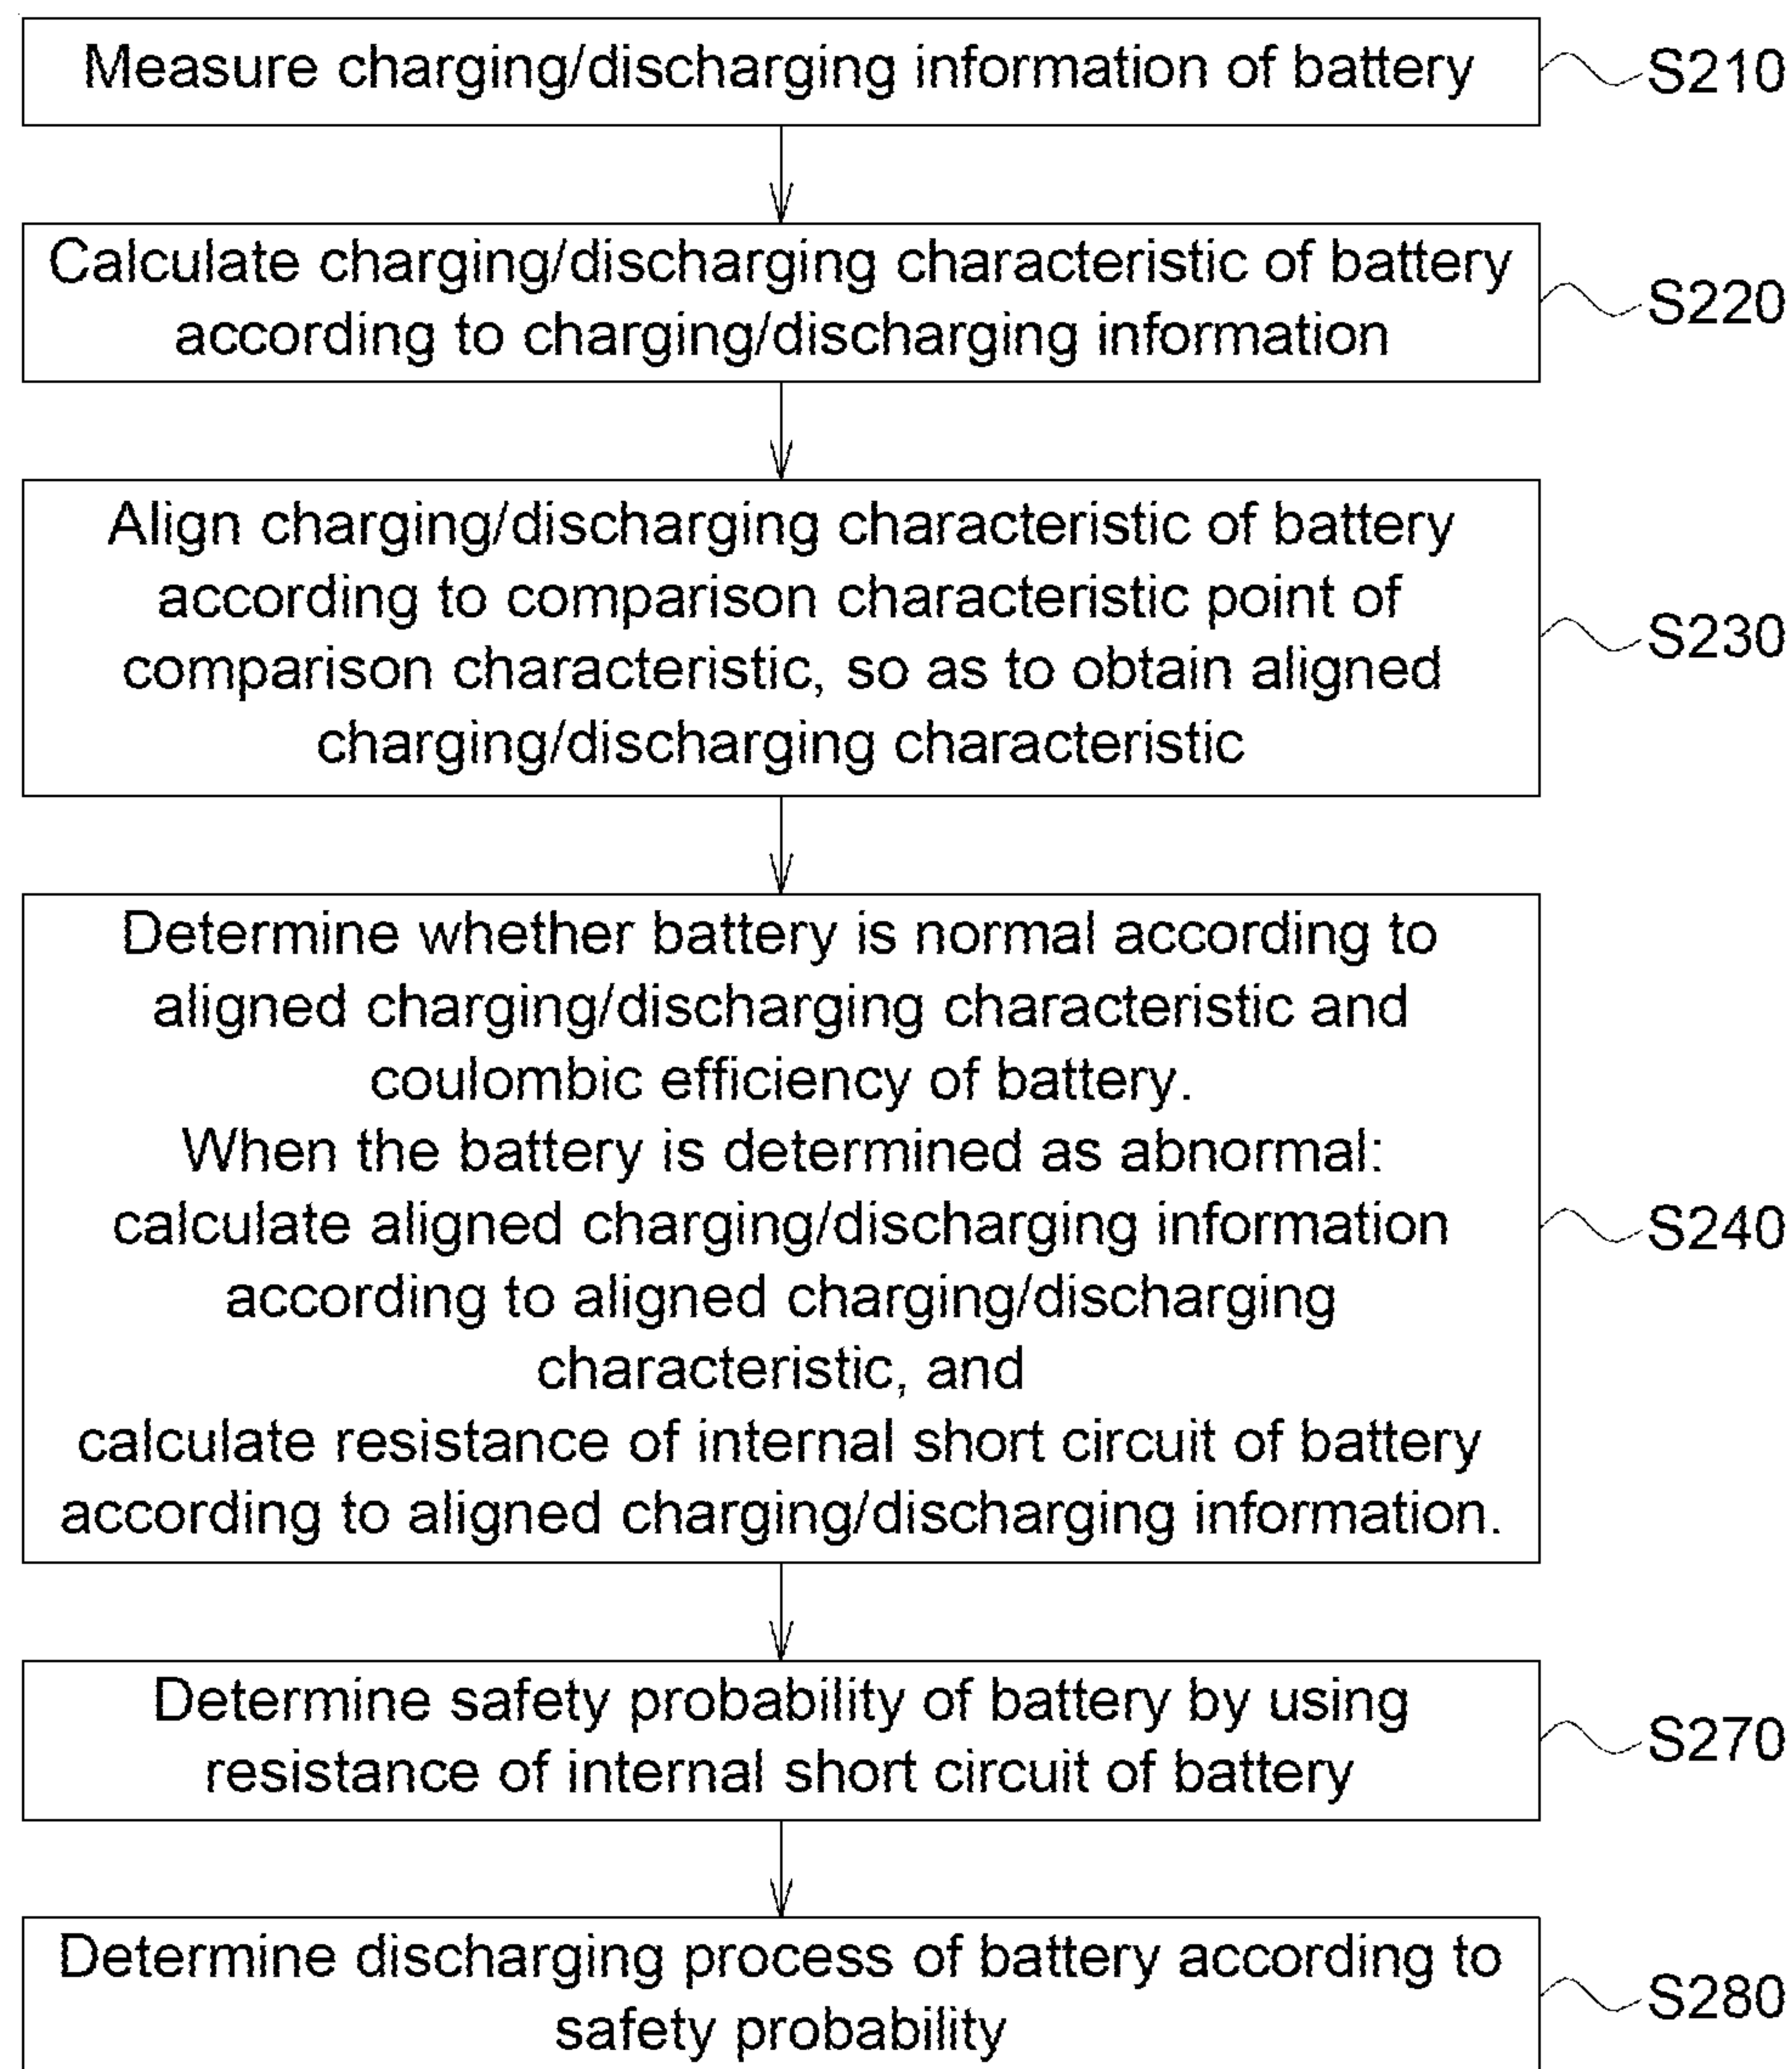 Measure charging/discharging information of battery
S210
Calculate charging/discharging characteristic of battery
according to charging/discharging information
S220
Align charging/discharging characteristic of battery
according to comparison characteristic point of
comparison characteristic, so as to obtain aligned
charging/discharging characteristic
S230
Determine whether battery is normal according to
aligned charging/discharging characteristic and
coulombic efficiency of battery.
When the battery is determined as abnormal:
calculate aligned charging/discharging information
according to aligned charging/discharging
characteristic, and
calculate resistance of internal short circuit of battery
according to aligned charging/discharging information.
S240
Determine safety probability of battery by using
resistance of internal short circuit of battery
S270
Determine discharging process of battery according to
safety probability
S280